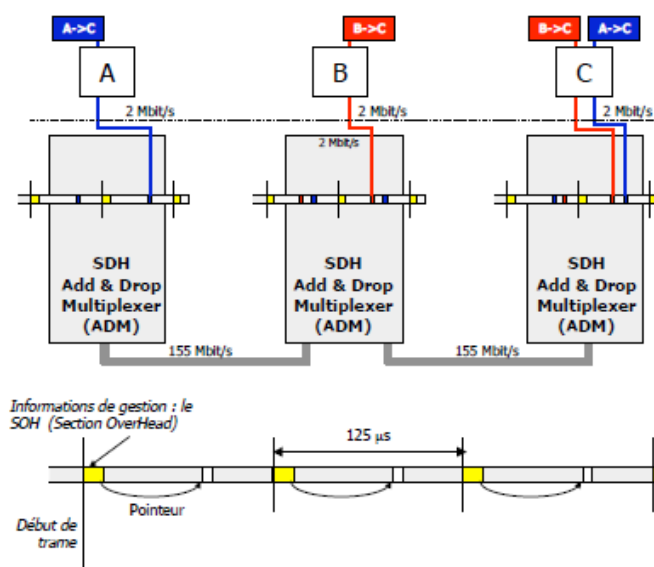 A->C
B->C
B->C
A->C
A
B
C
2 Mbit/s
2 Mbit/s
2 Mbit/s
2 Mbit/s
SDH
Add & Drop
Multiplexer
(ADM)
SDH
Add & Drop
Multiplexer
(ADM)
SDH
Add & Drop
Multiplexer
(ADM)
155 Mbit/s
155 Mbit/s
Informations de gestion : le
SOH (Section OverHead)
125 µs
Pointeur
Début de
trame